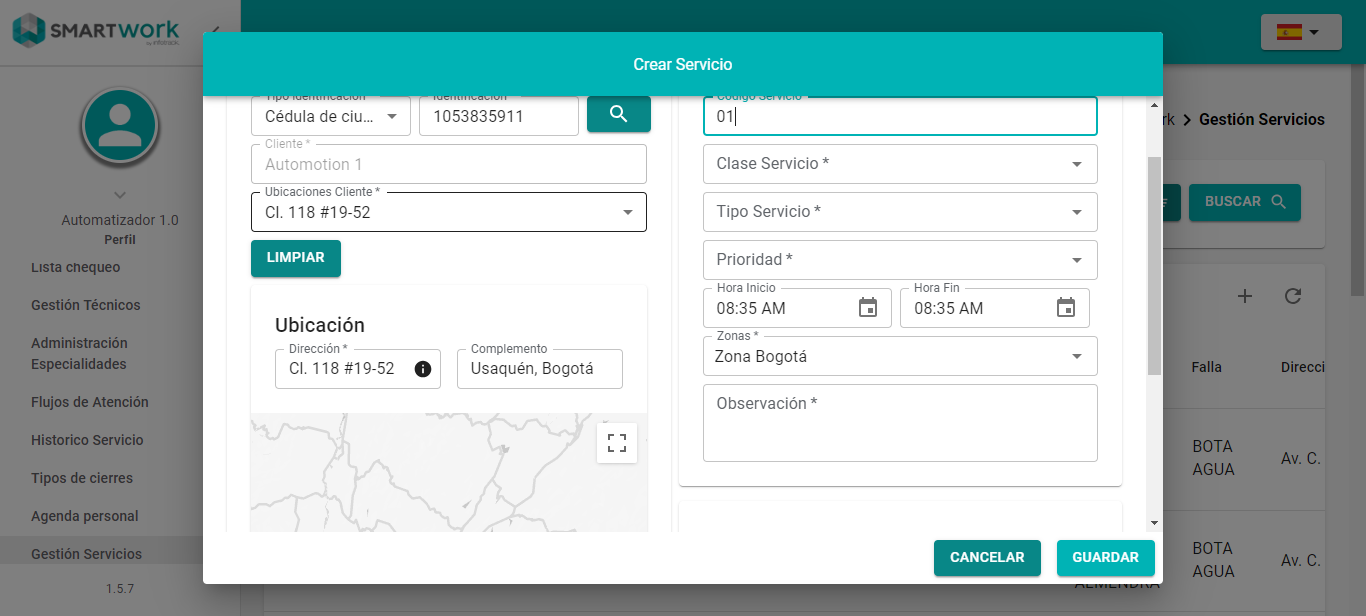 SMARTWORK
by infotrack
Crear Servicio
rk > Gestión Servicios
Automatizador 1.0
Perfil
Lista chequeo
Gestión Técnicos
Administración
Especialidades
Flujos de Atención
Historico Servicio
Tipos de cierres
Agenda personal
Gestión Servicios
1.5.7
Tipo Identificación
Cédula de ciu...
Identificación
1053835911
Cliente *
Automotion 1
Ubicaciones Cliente *
Cl. 118 #19-52
LIMPIAR
Ubicación
Dirección *
Cl. 118 #19-52
Complemento
Usaquén, Bogotá
Código Servicio
01
Clase Servicio *
Tipo Servicio *
Prioridad *
Hora Inicio
08:35 AM
Hora Fin
08:35 AM
Zonas *
Zona Bogotá
Observación *
CANCELAR
GUARDAR
BUSCAR
Falla
Direcci
BOTA
AGUA
Av. C.
BOTA
AGUA
Av. C.
ALMENDRA